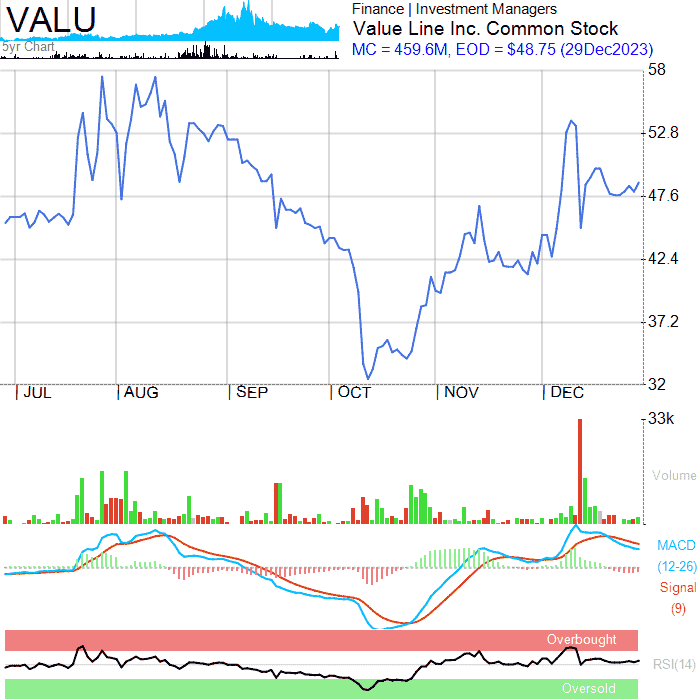 VALU
Finance | Investment Managers
Value Line Inc. Common Stock
MC = 459.6M, EOD = $48.75 (29Dec2023)
5yr Chart
58
52.8
47.6
42.4
37.2
32
|JUL |AUG |SEP |OCT |NOV |DEC
33k
Volume
MACD
(12-26)
Signal
(9)
Overbought
RSI(14)
Oversold